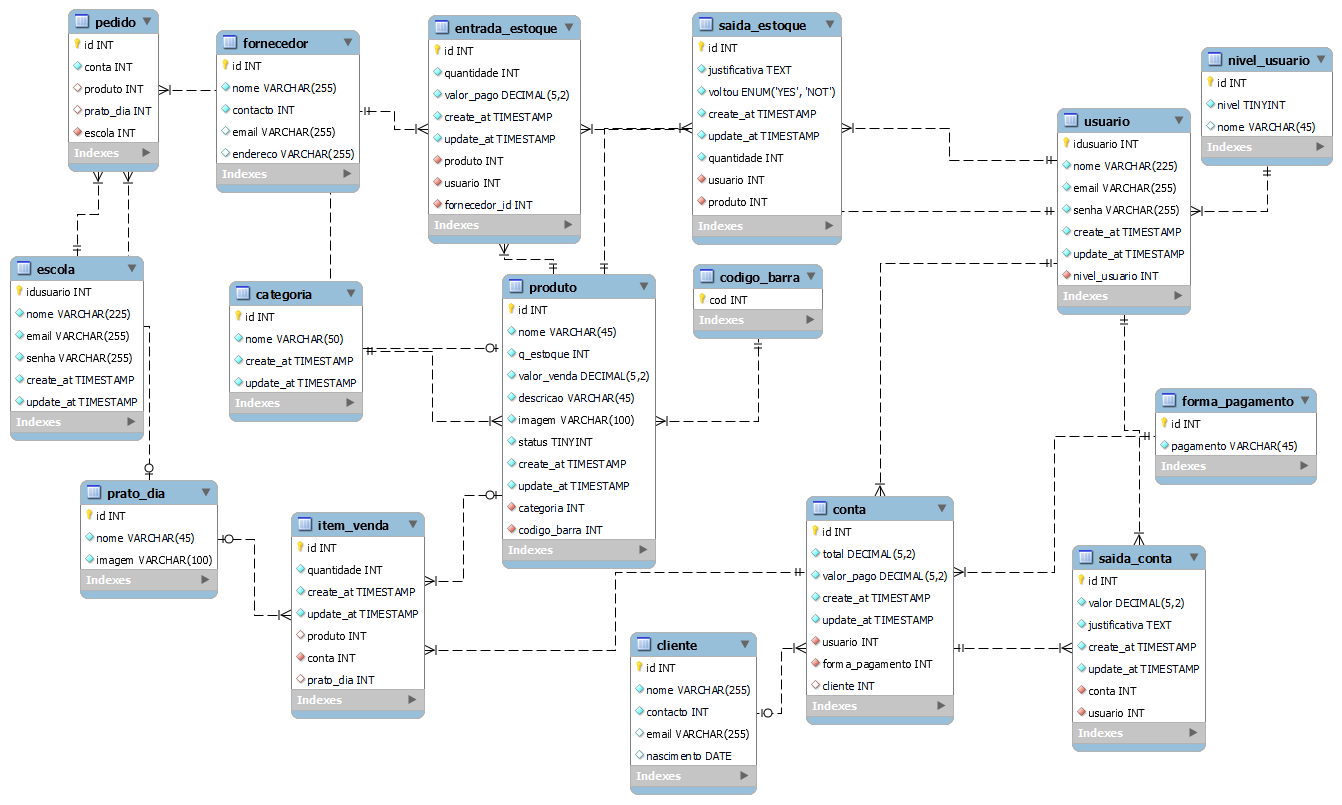 pedido
id INT
conta INT
produto INT
prato_dia INT
escola INT
Indexes
fornecedor
id INT
nome VARCHAR(255)
contacto INT
email VARCHAR(255)
endereco VARCHAR(255)
Indexes
entrada_estoque
id INT
quantidade INT
valor_pago DECIMAL(5,2)
create_at TIMESTAMP
update_at TIMESTAMP
produto INT
usuario INT
fornecedor_id INT
Indexes
saida_estoque
id INT
justificativa TEXT
voltou ENUM('YES', 'NOT')
create_at TIMESTAMP
update_at TIMESTAMP
quantidade INT
usuario INT
produto INT
Indexes
nivel_usuario
id INT
nivel TINYINT
nome VARCHAR(45)
Indexes
usuario
idusuario INT
nome VARCHAR(225)
email VARCHAR(255)
senha VARCHAR(255)
create_at TIMESTAMP
update_at TIMESTAMP
nivel_usuario INT
Indexes
escola
idusuario INT
nome VARCHAR(225)
email VARCHAR(255)
senha VARCHAR(255)
create_at TIMESTAMP
update_at TIMESTAMP
Indexes
categoria
id INT
nome VARCHAR(50)
create_at TIMESTAMP
update_at TIMESTAMP
Indexes
produto
id INT
nome VARCHAR(45)
q_estoque INT
valor_venda DECIMAL(5,2)
descricao VARCHAR(45)
imagem VARCHAR(100)
status TINYINT
create_at TIMESTAMP
update_at TIMESTAMP
categoria INT
codigo_barra INT
Indexes
codigo_barra
cod INT
Indexes
forma_pagamento
id INT
pagamento VARCHAR(45)
Indexes
prato_dia
id INT
nome VARCHAR(45)
imagem VARCHAR(100)
Indexes
item_venda
id INT
quantidade INT
create_at TIMESTAMP
update_at TIMESTAMP
produto INT
conta INT
prato_dia INT
Indexes
conta
id INT
total DECIMAL(5,2)
valor_pago DECIMAL(5,2)
create_at TIMESTAMP
update_at TIMESTAMP
usuario INT
forma_pagamento INT
cliente INT
Indexes
saida_conta
id INT
valor DECIMAL(5,2)
justificativa TEXT
create_at TIMESTAMP
update_at TIMESTAMP
conta INT
usuario INT
Indexes
cliente
id INT
nome VARCHAR(255)
contacto INT
email VARCHAR(255)
nascimento DATE
Indexes